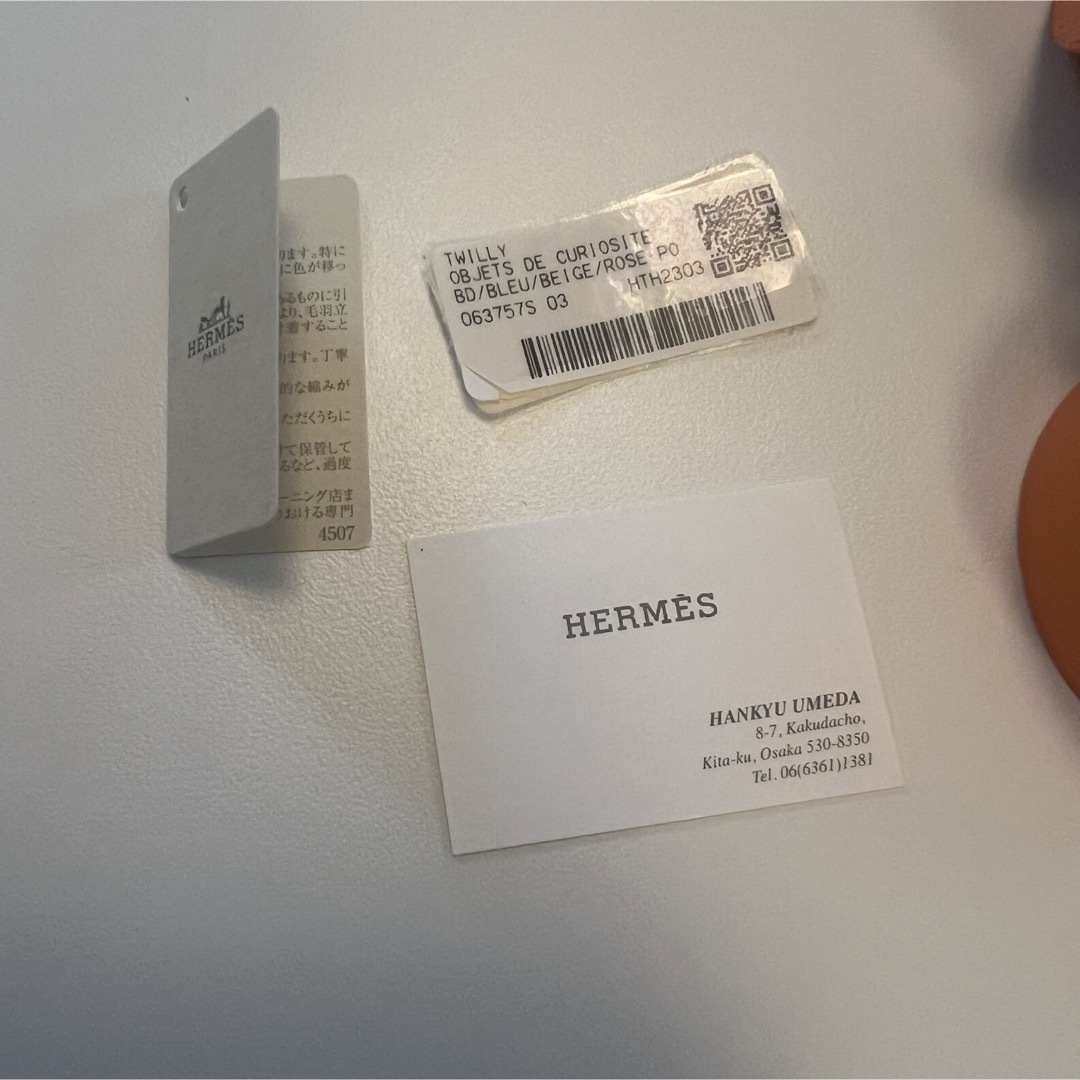 HERMÈS
PARIS
ります。特に
に色が移っ
あるものに引
より、毛羽立
着すること
ります。丁寧
的な縮みが
ただくうちに
けて保管して
るなど、過度
ーニング店ま
のおける専門
4507
TWILLY
OBJETS DE CURIOSITE
BD/BLEU/BEIGE/ROSE PO
063757S 03 HTH2303
HERMÈS
HANKYU UMEDA
8-7, Kakudacho,
Kita-ku, Osaka 530-8350
Tel. 06(6361)1381